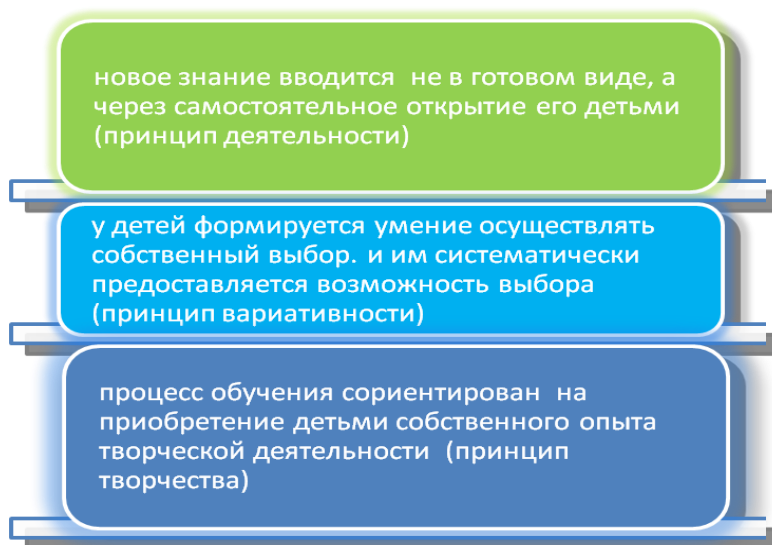 новое знание вводится не в готовом виде, а
через самостоятельное открытие его детьми
(принцип деятельности)
у детей формируется умение осуществлять
собственный выбор. и им систематически
предоставляется возможность выбора
(принцип вариативности)
процесс обучения сориентирован на
приобретение детьми собственного опыта
творческой деятельности (принцип
творчества)